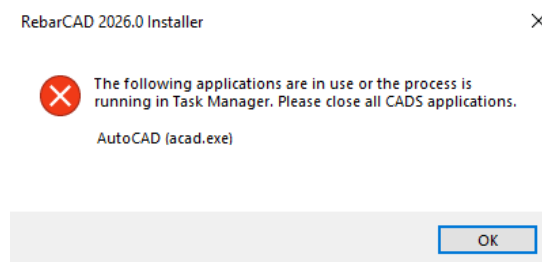 RebarCAD 2026.0 Installer
The following applications are in use or the process is
running in Task Manager. Please close all CADS applications.
AutoCAD (acad.exe)
OK